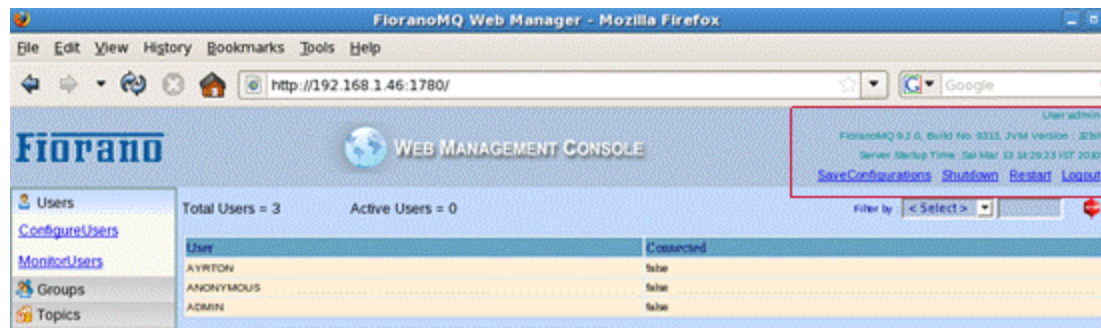 FioranoMQ Web Manager - Mozilla Firefox
File Edit View History Bookmarks Tools Help
http://192.168.1.46:1780/ Google
User admin
FioranoMQ 9.2.0, Build No. 9313, JVM Version : 32bit
Server Startup Time : Sat Mar 13 14:29:23 IST 2010
Fiorano WEB MANAGEMENT CONSOLE
SaveConfigurations Shutdown Restart Logout
Users
Total Users = 3 Active Users = 0 Filter by < Select >
ConfigureUsers
User Connected
MonitorUsers
AYRTON false
ANONYMOUS false
Groups
ADMIN false
Topics